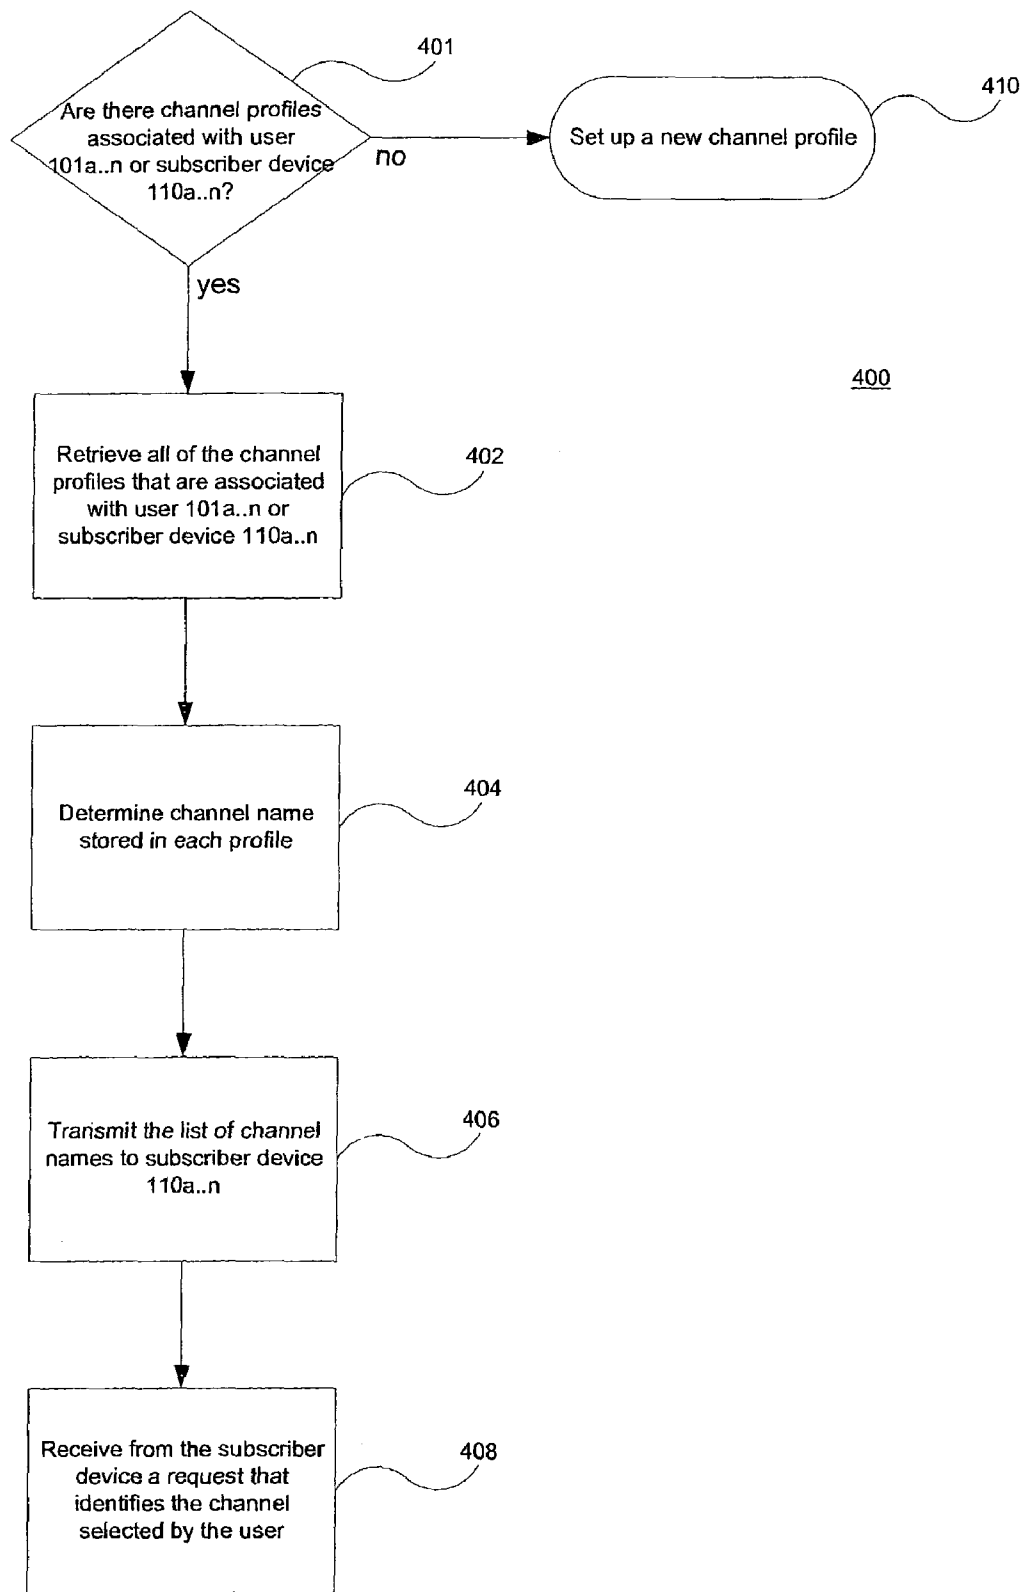 401
Are there channel profiles
associated with user
101a..n or subscriber device
110a..n?
no
410
Set up a new channel profile
yes
400
Retrieve all of the channel
profiles that are associated
with user 101a..n or
subscriber device 110a..n
402
Determine channel name
stored in each profile
404
Transmit the list of channel
names to subscriber device
110a..n
406
Receive from the subscriber
device a request that
identifies the channel
selected by the user
408